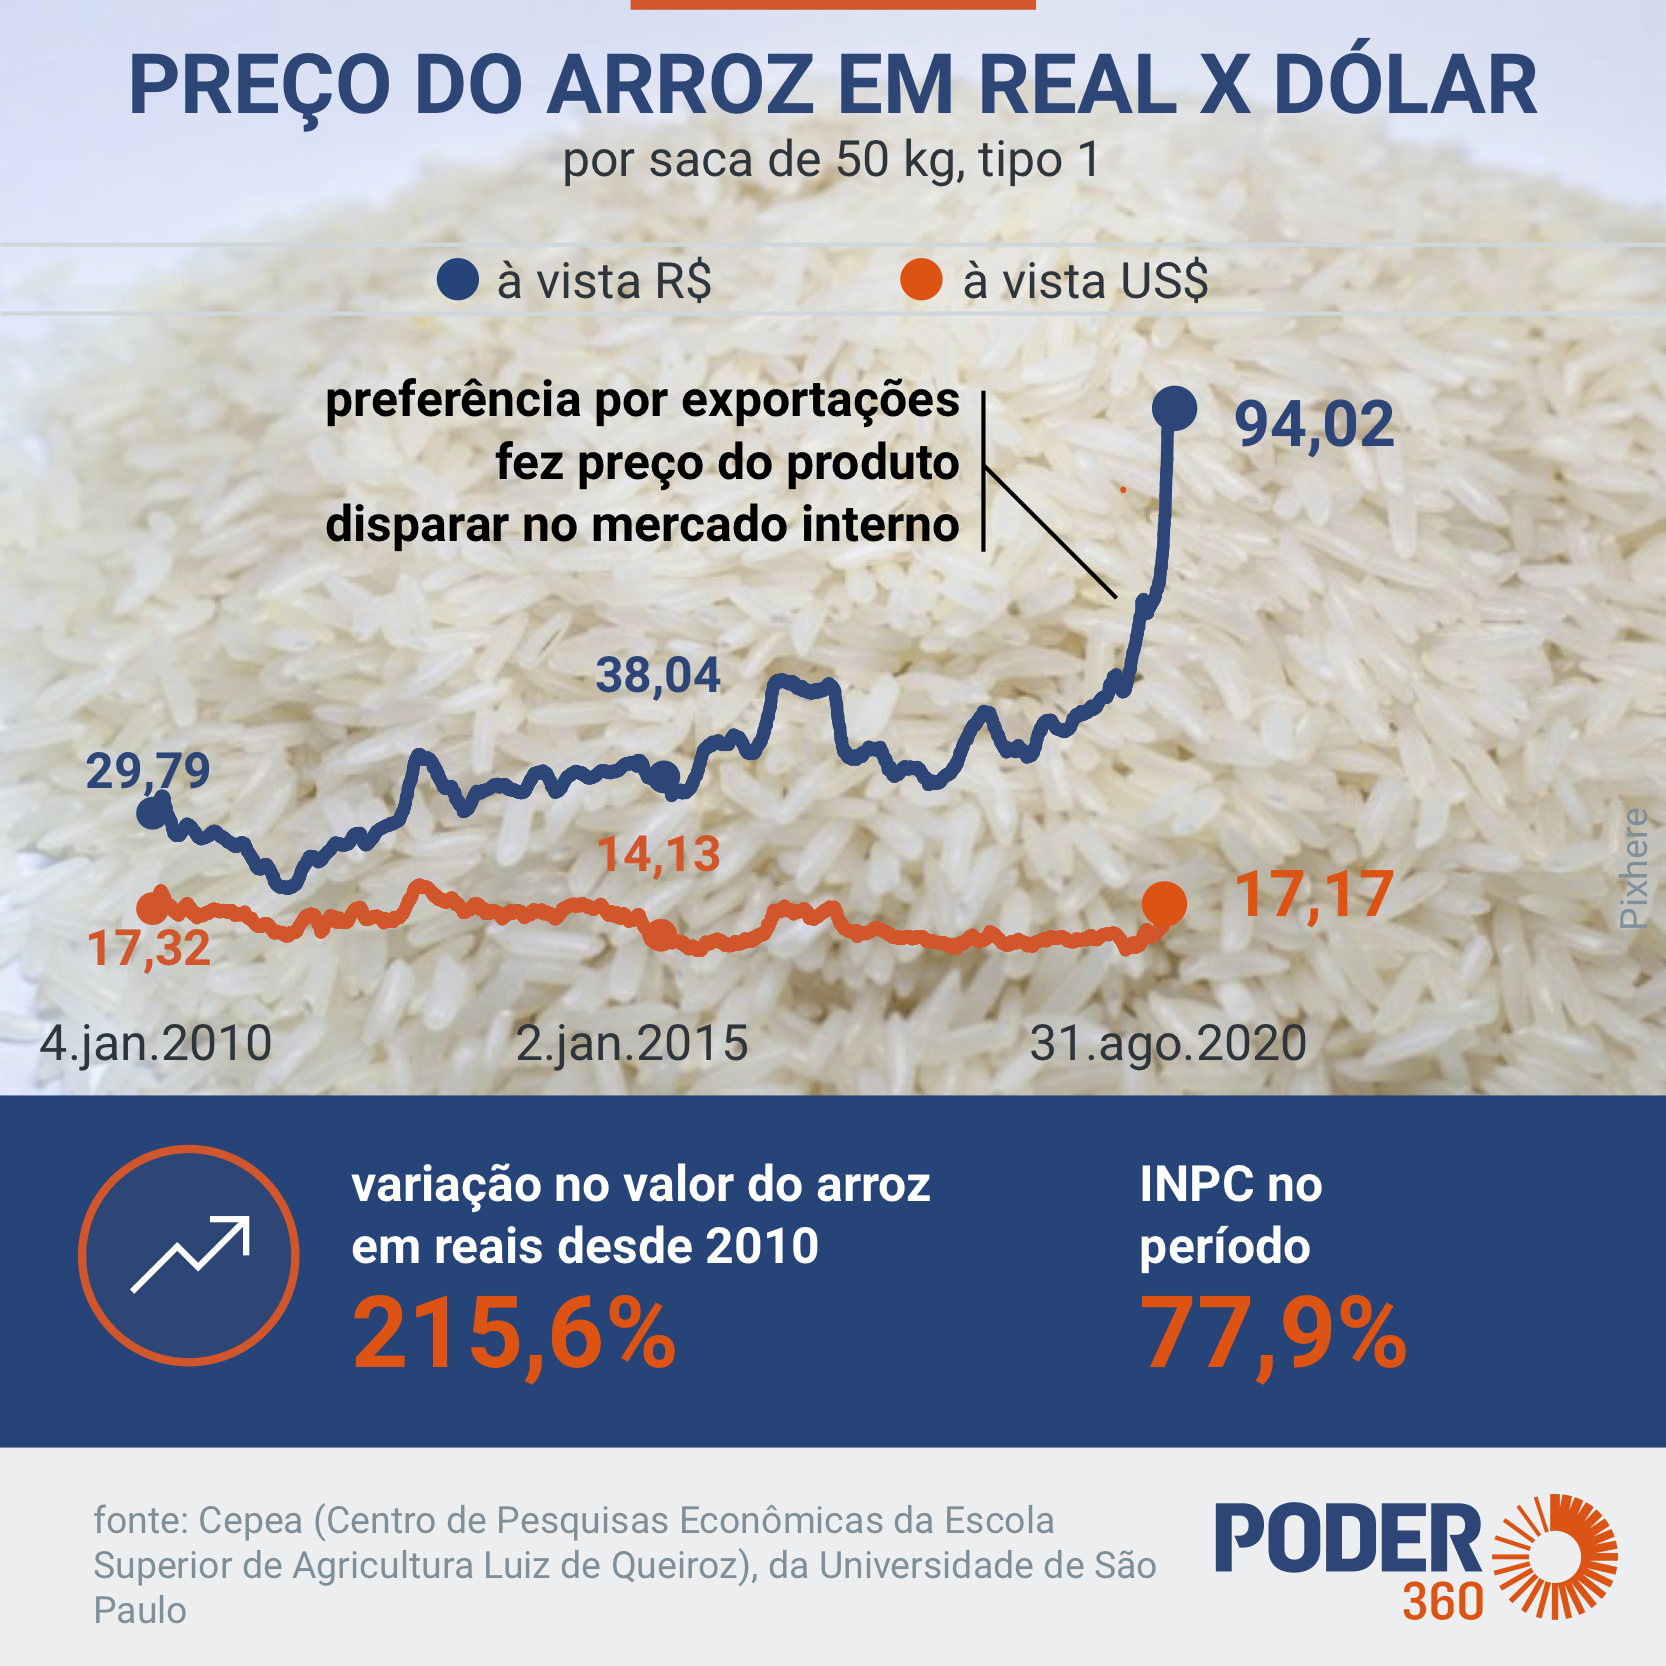 PREÇO DO ARROZ EM REAL X DÓLAR
por saca de 50 kg, tipo 1
à vista R$
à vista US$
preferência por exportações
fez preço do produto
disparar no mercado interno
94,02
38,04
29,79
14,13
17,17
17,32
Pixhere
4.jan.2010
2.jan.2015
31.ago.2020
variação no valor do arroz
em reais desde 2010
215,6%
INPC no
período
77,9%
fonte: Cepea (Centro de Pesquisas Econômicas da Escola
Superior de Agricultura Luiz de Queiroz), da Universidade de São
Paulo
PODER
360